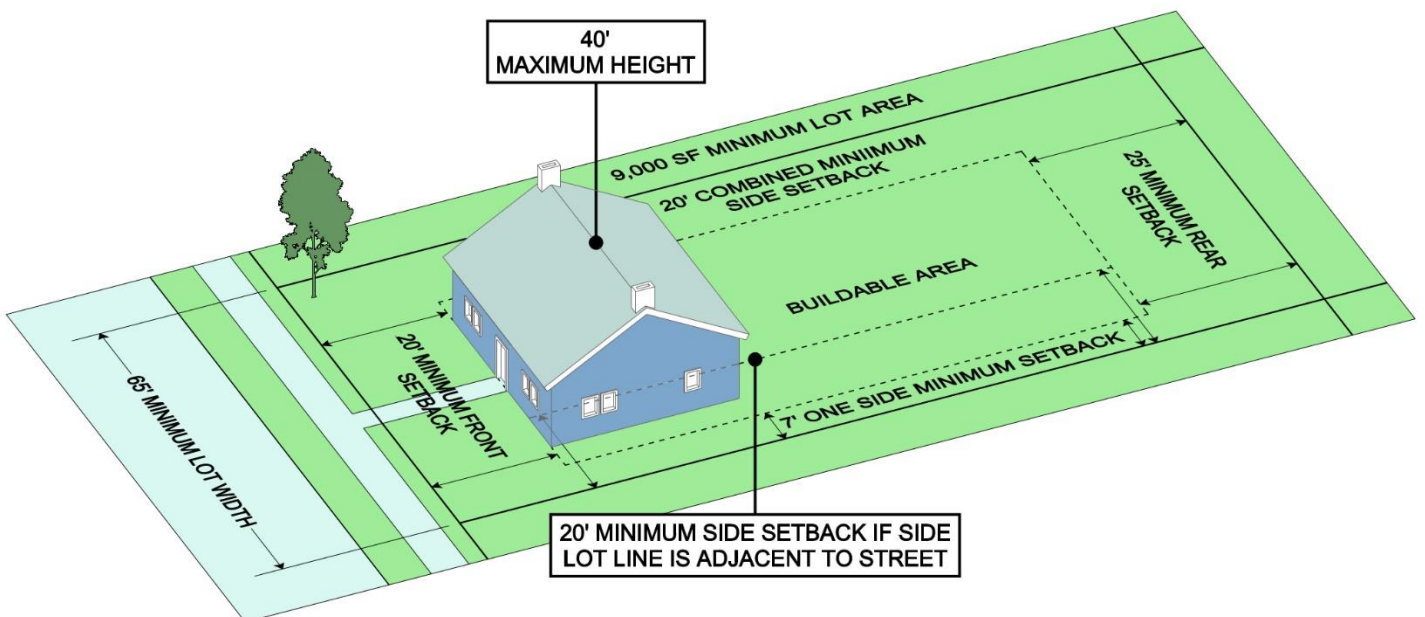 40'
MAXIMUM HEIGHT
9,000 SF MINIMUM LOT AREA
20' COMBINED MINIIMUM
SIDE SETBACK
25' MINIMUM REAR
SETBACK
BUILDABLE AREA
20' MINIMUM FRONT
SETBACK
7' ONE SIDE MINIMUM SETBACK
65' MINIMUM LOT WIDTH
20' MINIMUM SIDE SETBACK IF SIDE
LOT LINE IS ADJACENT TO STREET